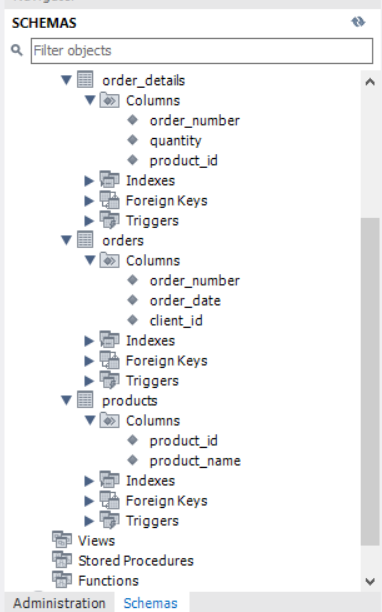 SCHEMAS
Filter objects
order_details
Columns
order_number
quantity
product_id
Indexes
Foreign Keys
Triggers
orders
Columns
order_number
order_date
client_id
Indexes
Foreign Keys
Triggers
products
Columns
product_id
product_name
Indexes
Foreign Keys
Triggers
Views
Stored Procedures
Functions
Administration Schemas